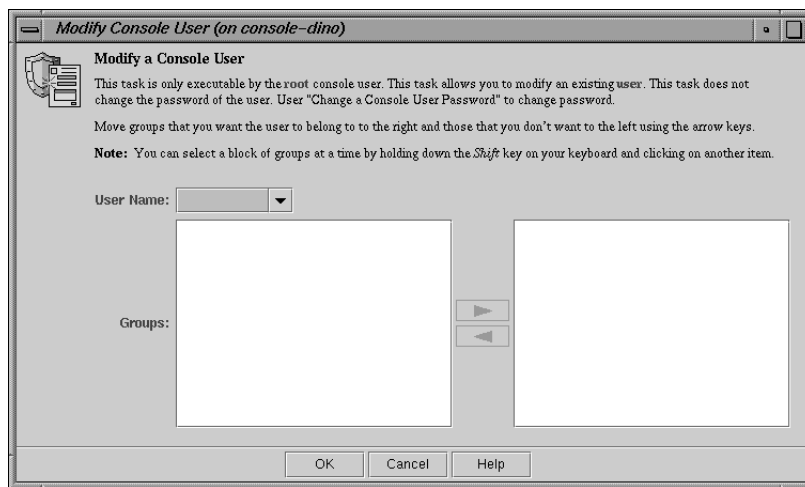 Modify Console User (on console-dino)
Modify a Console User
This task is only executable by the root console user. This task allows you to modify an existing user. This task does not
change the password of the user. User "Change a Console User Password" to change password.
Move groups that you want the user to belong to to the right and those that you don't want to the left using the arrow keys.
Note: You can select a block of groups at a time by holding down the Shift key on your keyboard and clicking on another item.
User Name:
Groups:
OK Cancel Help